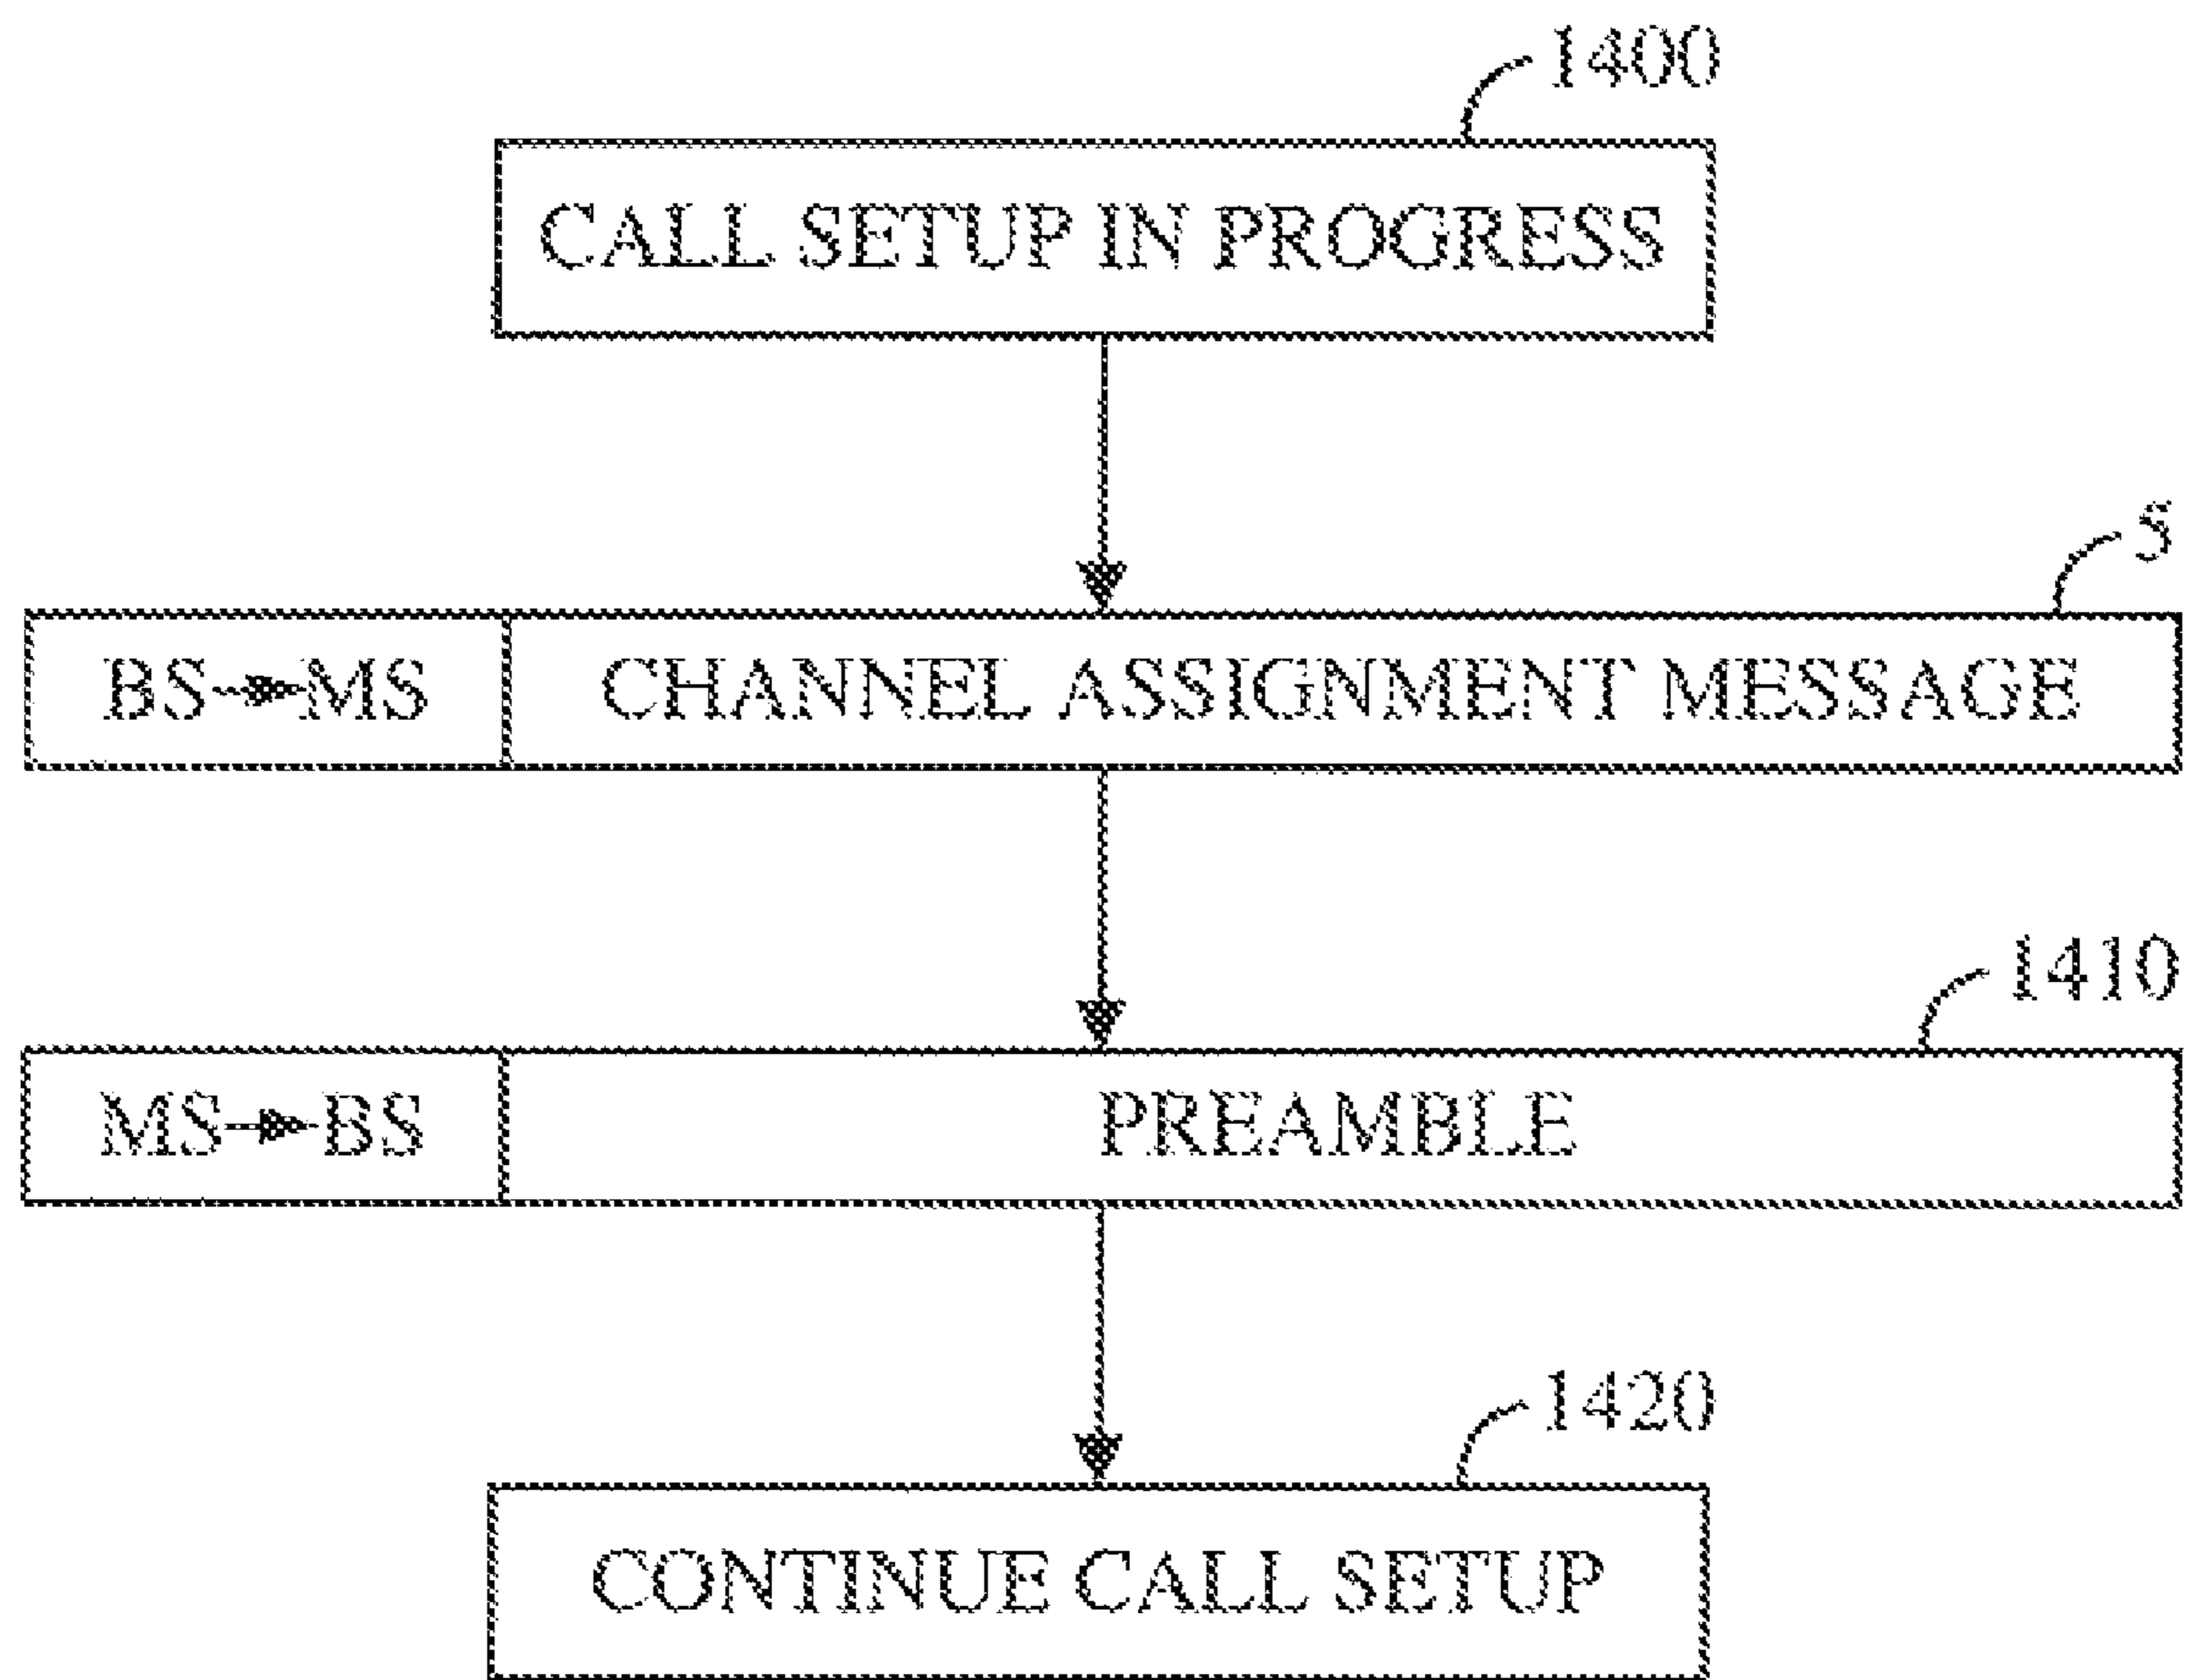 1400
CALL SETUP IN PROGRESS
5
BS→MS CHANNEL ASSIGNMENT MESSAGE
1410
MS→BS PREAMBLE
1420
CONTINUE CALL SETUP